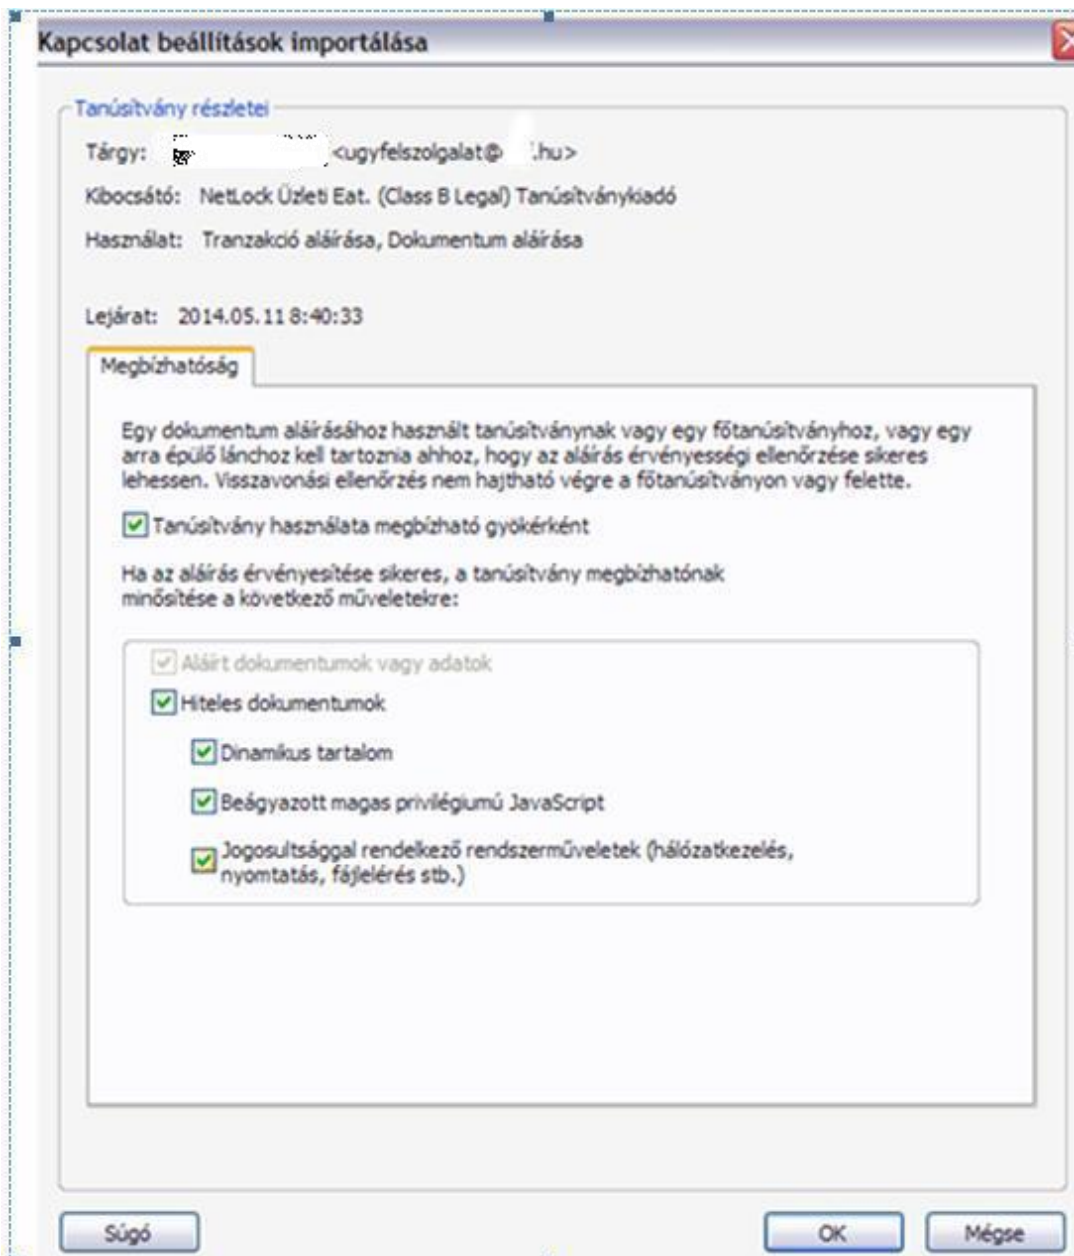 Kapcsolat beállítások importálása
Tanúsítvány részletei
Tárgy: <ugyfelszolgalat@ .hu>
Kibocsátó: NetLock Üzleti Eat. (Class B Legal) Tanúsítványkiadó
Használat: Tranzakció aláírása, Dokumentum aláírása
Lejárat: 2014.05.11 8:40:33
Megbízhatóság
Egy dokumentum aláírásához használt tanúsítványnak vagy egy főtanúsítványhoz, vagy egy
arra épülő lánchoz kell tartoznia ahhoz, hogy az aláírás érvényességi ellenőrzése sikeres
lehessen. Visszavonási ellenőrzés nem hajtható végre a főtanúsítványon vagy felette.
Tanúsítvány használata megbízható gyökérként
Ha az aláírás érvényesítése sikeres, a tanúsítvány megbízhatónak
minősítése a következő műveletekre:
Aláírt dokumentumok vagy adatok
Hiteles dokumentumok
Dinamikus tartalom
Beágyazott magas privilégiumú JavaScript
Jogosultsággal rendelkező rendszerműveletek (hálózatkezelés,
nyomtatás, fájlelérés stb.)
Súgó
OK
Mégse